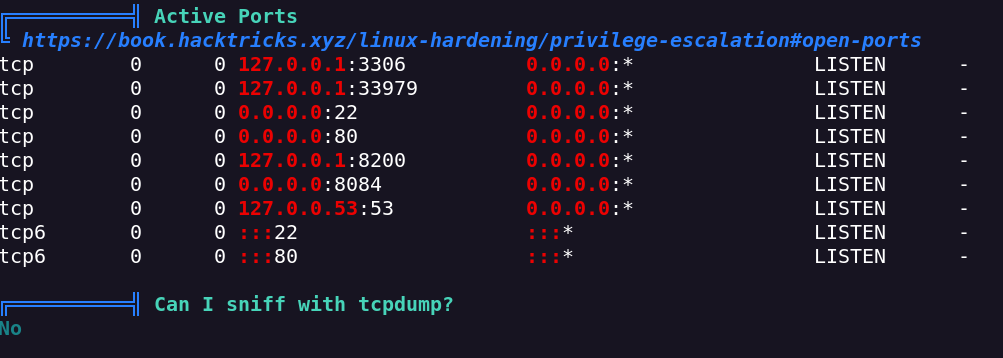 ╔══════════╣ Active Ports
╚ https://book.hacktricks.xyz/linux-hardening/privilege-escalation#open-ports
tcp        0      0 127.0.0.1:3306          0.0.0.0:*               LISTEN      -
tcp        0      0 127.0.0.1:33979         0.0.0.0:*               LISTEN      -
tcp        0      0 0.0.0.0:22              0.0.0.0:*               LISTEN      -
tcp        0      0 0.0.0.0:80              0.0.0.0:*               LISTEN      -
tcp        0      0 127.0.0.1:8200          0.0.0.0:*               LISTEN      -
tcp        0      0 0.0.0.0:8084            0.0.0.0:*               LISTEN      -
tcp        0      0 127.0.0.53:53           0.0.0.0:*               LISTEN      -
tcp6       0      0 :::22                   :::*                    LISTEN      -
tcp6       0      0 :::80                   :::*                    LISTEN      -
╔══════════╣ Can I sniff with tcpdump?
No